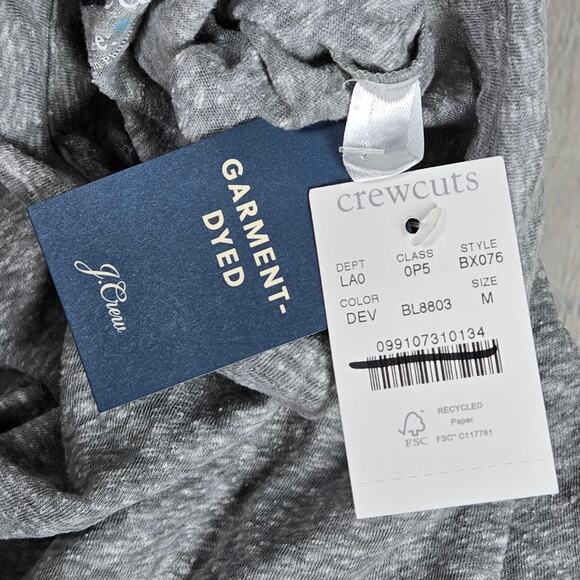 GARMENT-
DYED
J.Crew
crewcuts
DEPT CLASS STYLE
LA0 0P5 BX076
COLOR SIZE
DEV BL8803 M
099107310134
FSC
RECYCLED
Paper
FSC™ C117761